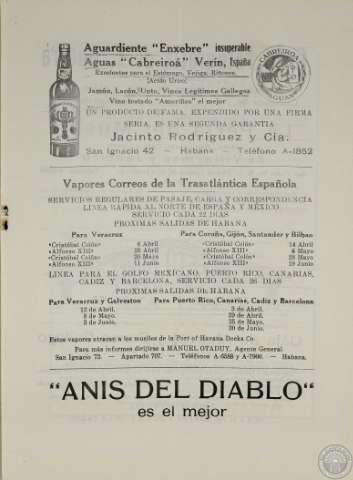 Aguardiente "Enxebre" insuperable
Aguas "Cabreiroá" Verín, España
Excelentes para el Estómago, Vejiga, Riñones.
(Acido Urico)
Jamón, Lacón, Unto, Vinos Legítimos Gallegos
Vino tostado "Amarillas" el mejor
UN PRODUCTO DE FAMA, EXPENDIDO POR UNA FIRMA
SERIA, ES UNA SEGUNDA GARANTIA
Jacinto Rodríguez y Cía.
San Ignacio 42 — Habana — Teléfono A-1852
CABREIROA
AGUAS
Vapores Correos de la Trasatlántica Española
SERVICIOS REGULARES DE PASAJE, CARGA Y CORRESPONDENCIA
LINEA RAPIDA AL NORTE DE ESPAÑA Y MEXICO
SERVICIO CADA 22 DIAS
PROXIMAS SALIDAS DE HABANA
Para Veracruz Para Coruña, Gijón, Santander y Bilbao
«Cristóbal Colón» 6 Abril «Cristóbal Colón» 14 Abril
«Alfonso XIII» 28 Abril «Alfonso XIII» 6 Mayo
«Cristóbal Colón» 20 Mayo «Cristóbal Colón» 28 Mayo
«Alfonso XIII» 11 Junio «Alfonso XIII» 19 Junio
LINEA PARA EL GOLFO MEXICANO, PUERTO RICO, CANARIAS,
CADIZ Y BARCELONA, SERVICIO CADA 26 DIAS
PROXIMAS SALIDAS DE HABANA
Para Veracruz y Galveston Para Puerto Rico, Canarias, Cadiz y Barcelona
12 de Abril. 3 de Abril.
8 de Mayo. 29 de Abril.
3 de Junio. 25 de Mayo.
20 de Junio.
Estos vapores atracan a los muelles de la Port of Havana Docks Co.
Para más informes dirigirse a MANUEL OTADUY, Agente General
San Ignacio 72. — Apartado 707. — Teléfonos A-6588 y A-7900. — Habana.
"ANIS DEL DIABLO"
es el mejor